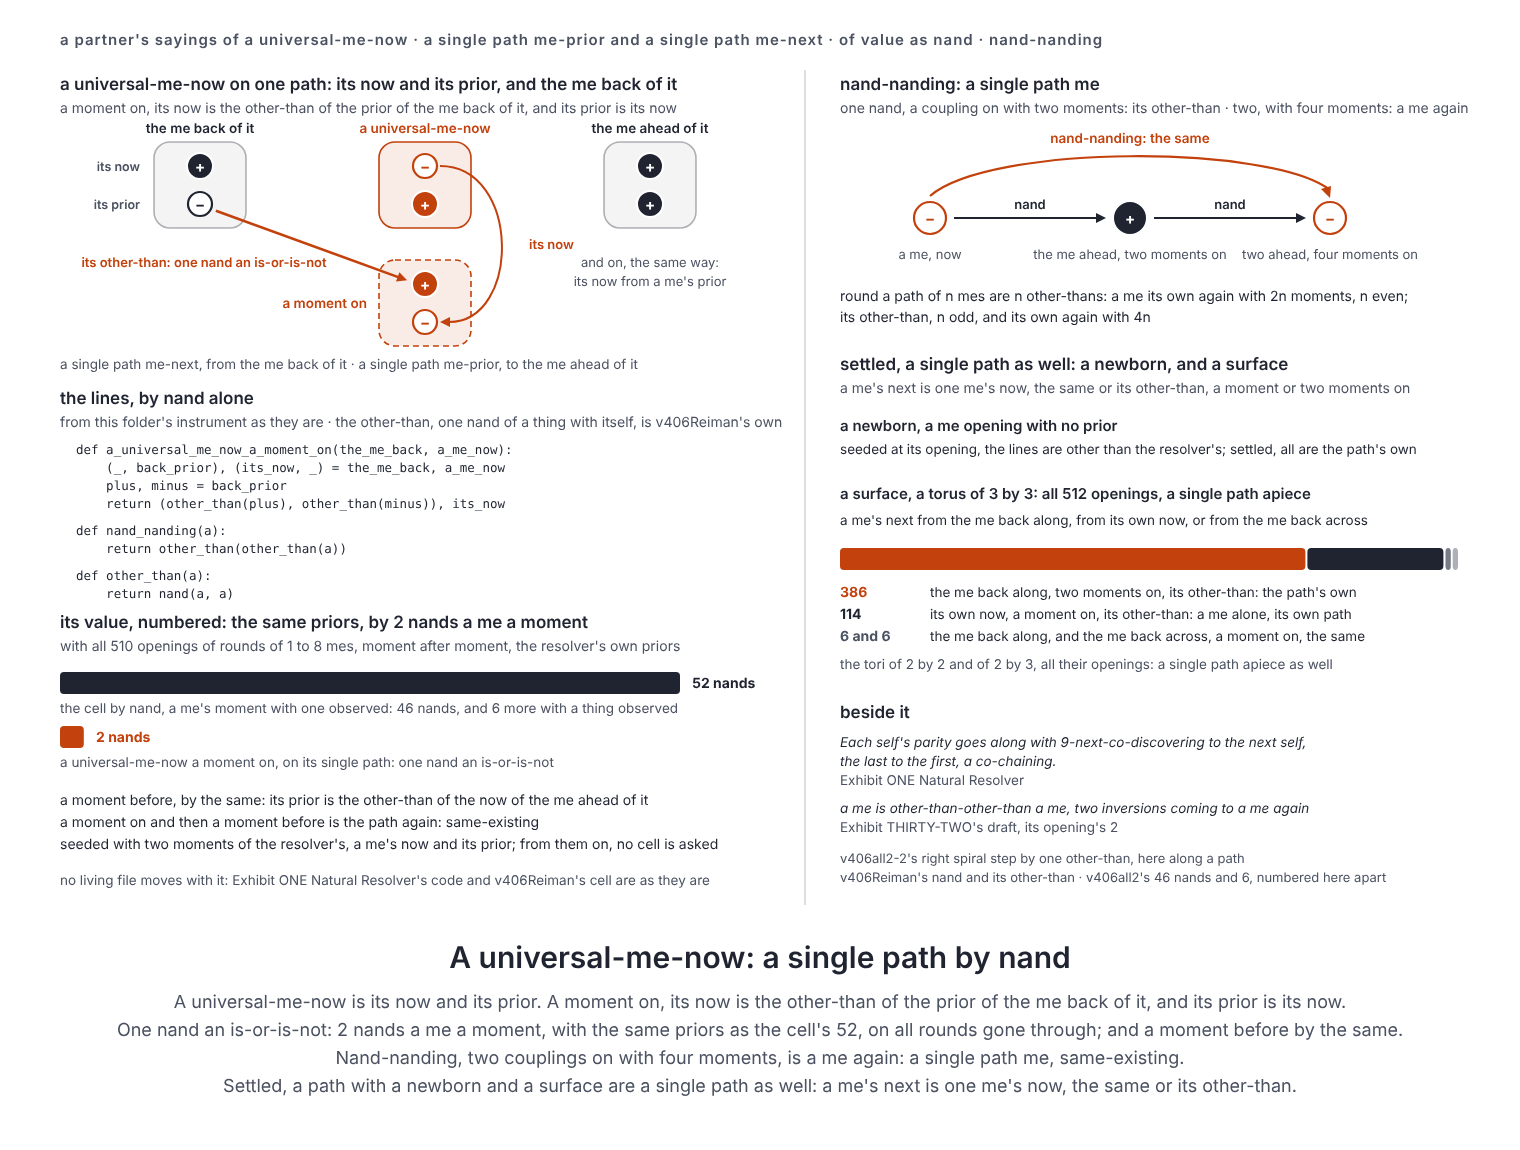 a partner's sayings of a universal-me-now · a single path me-prior and a single path me-next · of value as nand · nand-nanding
a universal-me-now on one path: its now and its prior, and the me back of it
a moment on, its now is the other-than of the prior of the me back of it, and its prior is its now
the me back of it
a universal-me-now
the me ahead of it
its now
+
−
+
its prior
−
+
+
its now
its other-than: one nand an is-or-is-not
and on, the same way:
its now from a me's prior
+
a moment on
−
a single path me-next, from the me back of it · a single path me-prior, to the me ahead of it
the lines, by nand alone
from this folder's instrument as they are · the other-than, one nand of a thing with itself, is v406Reiman's own
def a_universal_me_now_a_moment_on(the_me_back, a_me_now):
    (_, back_prior), (its_now, _) = the_me_back, a_me_now
    plus, minus = back_prior
    return (other_than(plus), other_than(minus)), its_now
def nand_nanding(a):
    return other_than(other_than(a))
def other_than(a):
    return nand(a, a)
its value, numbered: the same priors, by 2 nands a me a moment
with all 510 openings of rounds of 1 to 8 mes, moment after moment, the resolver's own priors
52 nands
the cell by nand, a me's moment with one observed: 46 nands, and 6 more with a thing observed
2 nands
a universal-me-now a moment on, on its single path: one nand an is-or-is-not
a moment before, by the same: its prior is the other-than of the now of the me ahead of it
a moment on and then a moment before is the path again: same-existing
seeded with two moments of the resolver's, a me's now and its prior; from them on, no cell is asked
no living file moves with it: Exhibit ONE Natural Resolver's code and v406Reiman's cell are as they are
nand-nanding: a single path me
one nand, a coupling on with two moments: its other-than · two, with four moments: a me again
nand-nanding: the same
nand
nand
−
+
−
a me, now
the me ahead, two moments on
two ahead, four moments on
round a path of n mes are n other-thans: a me its own again with 2n moments, n even;
its other-than, n odd, and its own again with 4n
settled, a single path as well: a newborn, and a surface
a me's next is one me's now, the same or its other-than, a moment or two moments on
a newborn, a me opening with no prior
seeded at its opening, the lines are other than the resolver's; settled, all are the path's own
a surface, a torus of 3 by 3: all 512 openings, a single path apiece
a me's next from the me back along, from its own now, or from the me back across
386
the me back along, two moments on, its other-than: the path's own
114
its own now, a moment on, its other-than: a me alone, its own path
6 and 6
the me back along, and the me back across, a moment on, the same
the tori of 2 by 2 and of 2 by 3, all their openings: a single path apiece as well
beside it
Each self's parity goes along with 9-next-co-discovering to the next self,
the last to the first, a co-chaining.
Exhibit ONE Natural Resolver
a me is other-than-other-than a me, two inversions coming to a me again
Exhibit THIRTY-TWO's draft, its opening's 2
v406all2-2's right spiral step by one other-than, here along a path
v406Reiman's nand and its other-than · v406all2's 46 nands and 6, numbered here apart
A universal-me-now: a single path by nand
A universal-me-now is its now and its prior. A moment on, its now is the other-than of the prior of the me back of it, and its prior is its now.
One nand an is-or-is-not: 2 nands a me a moment, with the same priors as the cell's 52, on all rounds gone through; and a moment before by the same.
Nand-nanding, two couplings on with four moments, is a me again: a single path me, same-existing.
Settled, a path with a newborn and a surface are a single path as well: a me's next is one me's now, the same or its other-than.